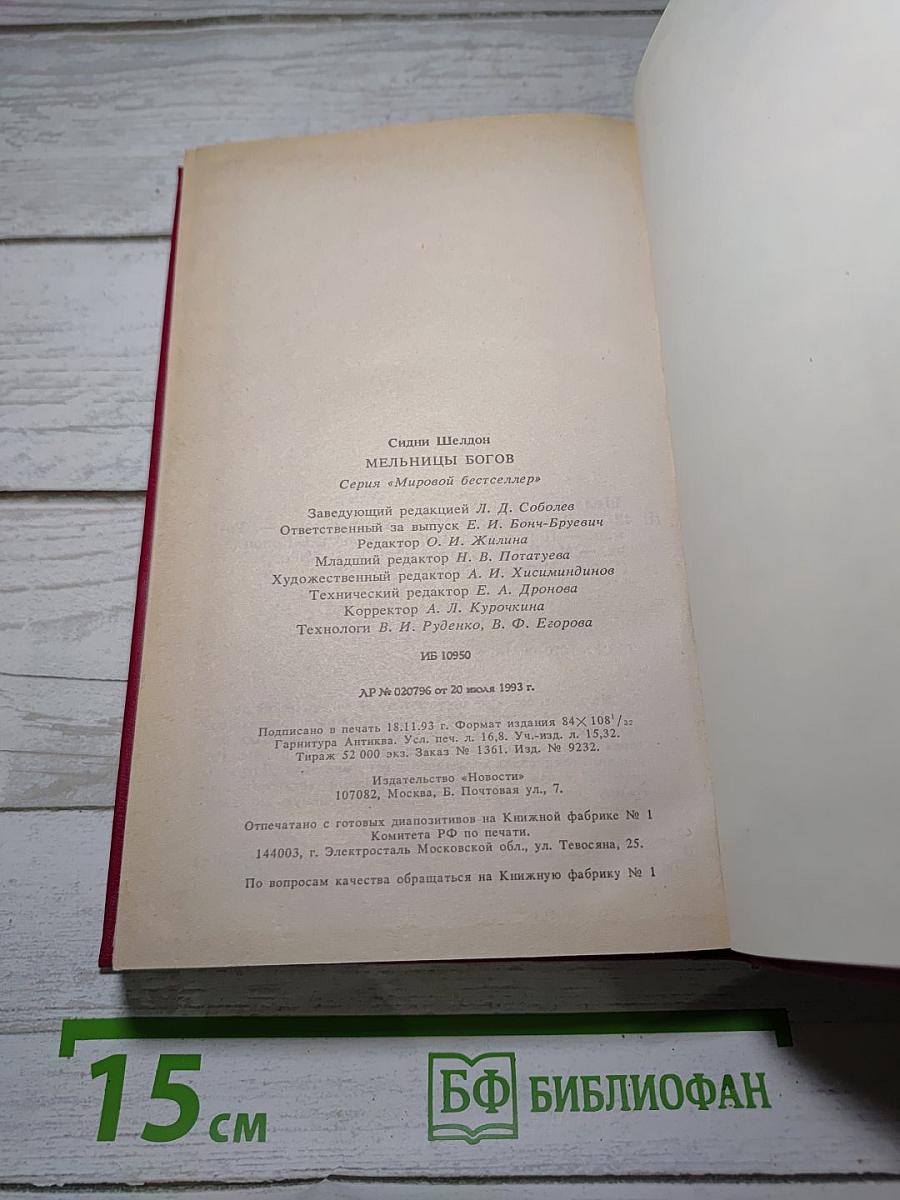 Сидни Шелдон
МЕЛЬНИЦЫ БОГОВ
Серия «Мировой бестселлер»
Заведующий редакцией Л. Д. Соболев
Ответственный за выпуск Е. И. Бонч-Бруевич
Редактор О. И. Жилина
Младший редактор Н. В. Потатуева
Художественный редактор А. И. Хисиминдинов
Технический редактор Е. А. Дронова
Корректор А. Л. Курочкина
Технологи В. И. Руденко, В. Ф. Егорова
ИБ 10950
ЛР № 020796 от 20 июля 1993 г.
Подписано в печать 18.11.93 г. Формат издания 84×108¹/₃₂
Гарнитура Антиква. Усл. печ. л. 16,8. Уч.-изд. л. 15,32.
Тираж 52 000 экз. Заказ № 1361. Изд. № 9232.
Издательство «Новости»
107082, Москва, Б. Почтовая ул., 7.
Отпечатано с готовых диапозитивов на Книжной фабрике № 1
Комитета РФ по печати.
144003, г. Электросталь Московской обл., ул. Тевосяна, 25.
По вопросам качества обращаться на Книжную фабрику № 1
15 см
БФ БИБЛИОФАН